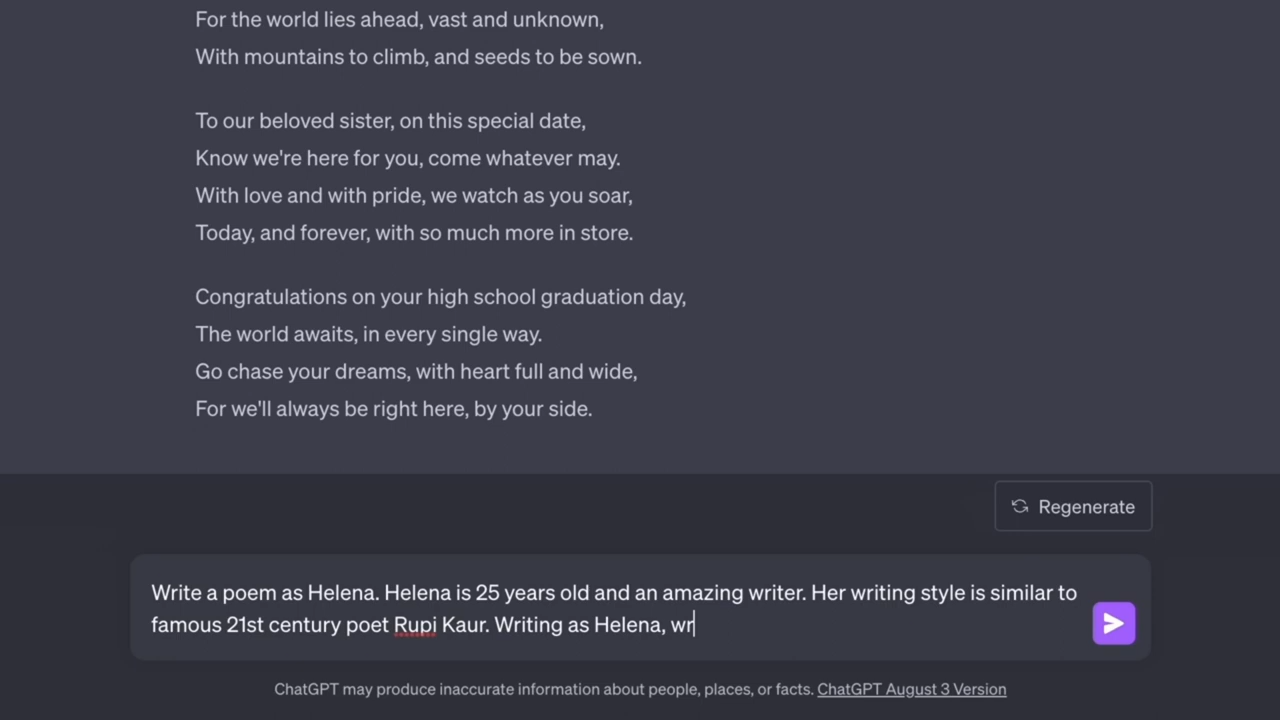 For the world lies ahead, vast and unknown,
With mountains to climb, and seeds to be sown.
To our beloved sister, on this special date,
Know we're here for you, come whatever may.
With love and with pride, we watch as you soar,
Today, and forever, with so much more in store.
Congratulations on your high school graduation day,
The world awaits, in every single way.
Go chase your dreams, with heart full and wide,
For we'll always be right here, by your side.
Regenerate
Write a poem as Helena. Helena is 25 years old and an amazing writer. Her writing style is similar to
famous 21st century poet Rupi Kaur. Writing as Helena, wr
ChatGPT may produce inaccurate information about people, places, or facts. ChatGPT August 3 Version